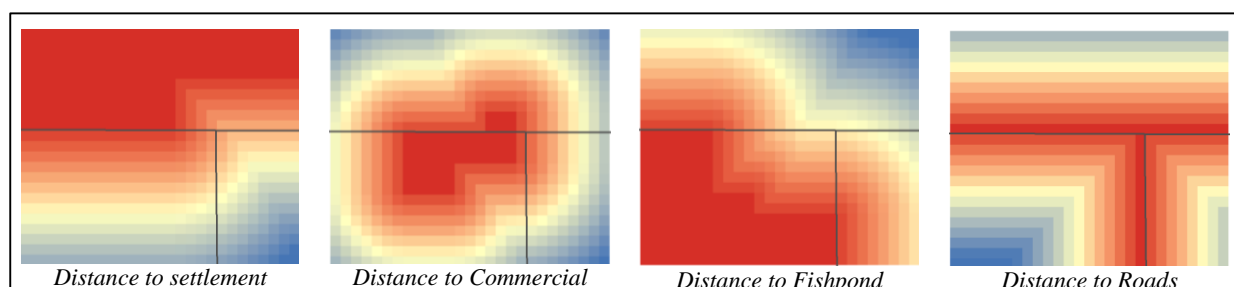 Distance to settlement
Distance to Commercial
Distance to Fishpond
Distance to Roads